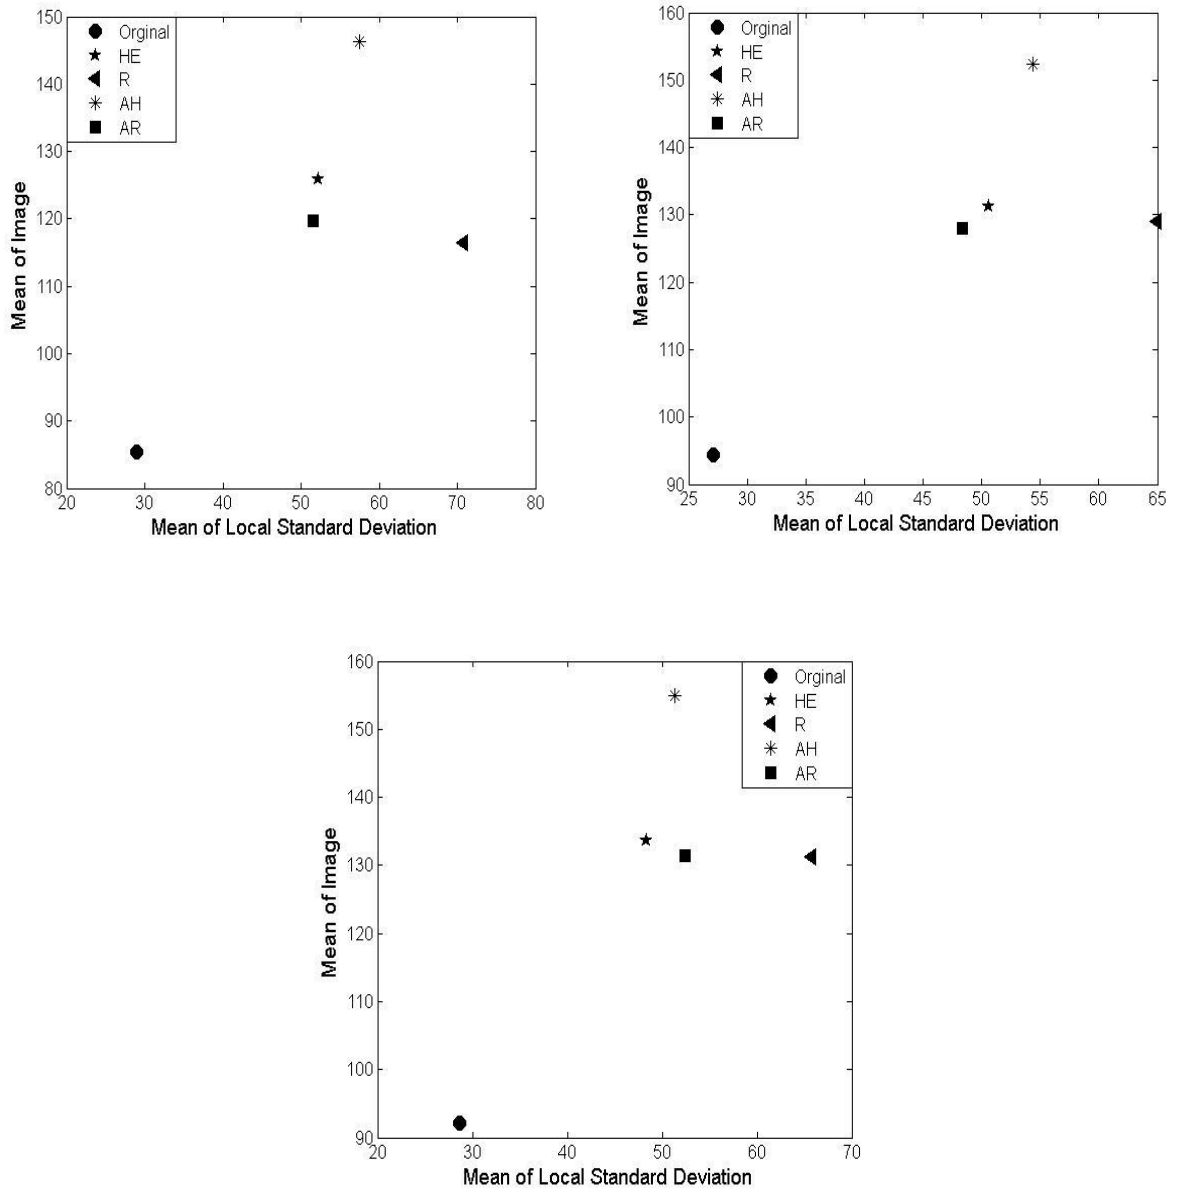 150
140
130
120
110
100
90
80
Mean of Image
Orginal
HE
R
AH
AR
20 30 40 50 60 70 80
Mean of Local Standard Deviation
160
150
140
130
120
110
100
90
Mean of Image
Orginal
HE
R
AH
AR
25 30 35 40 45 50 55 60 65
Mean of Local Standard Deviation
160
150
140
130
120
110
100
90
Mean of Image
Orginal
HE
R
AH
AR
20 30 40 50 60 70
Mean of Local Standard Deviation